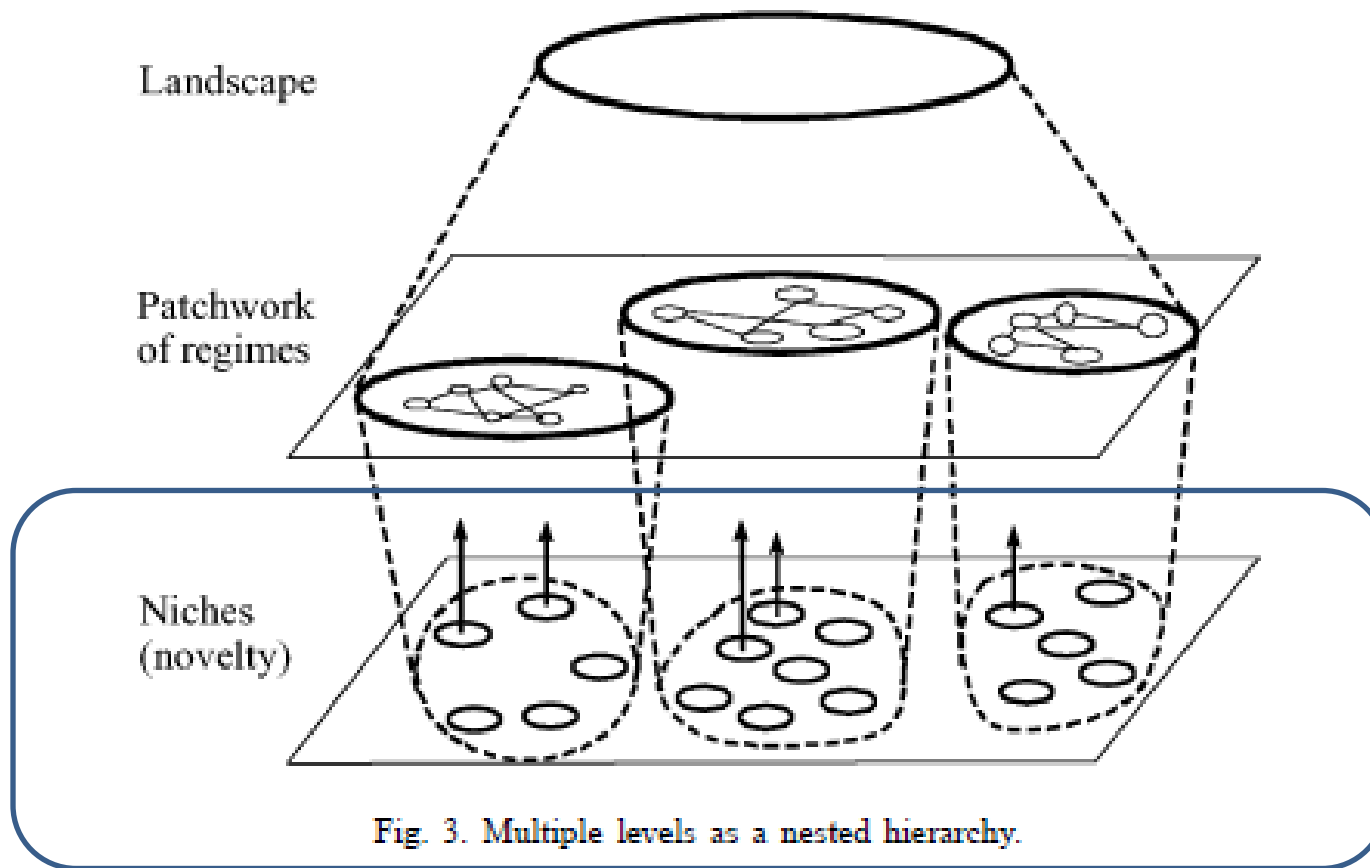 Landscape
Patchwork
of regimes
Niches
(novelty)
Fig. 3. Multiple levels as a nested hierarchy.